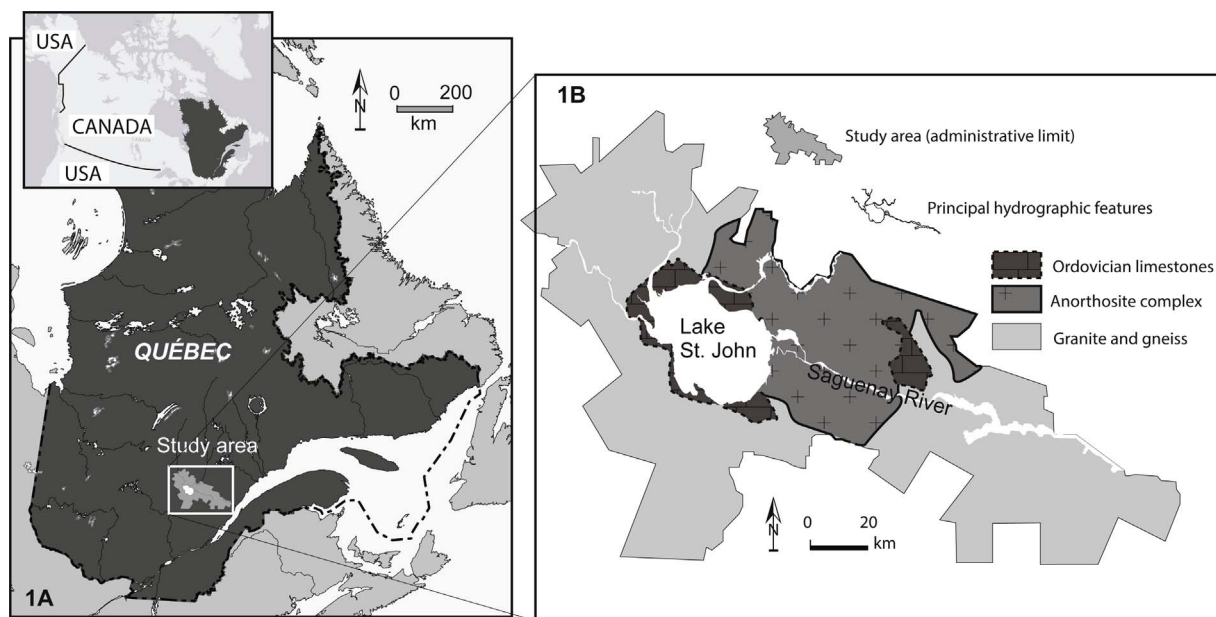 USA
CANADA
USA
N
0 200
km
QUÉBEC
Study area
1A
1B
Study area (administrative limit)
Principal hydrographic features
Ordovician limestones
Anorthosite complex
Granite and gneiss
Lake
St. John
Saguenay River
N
0 20
km